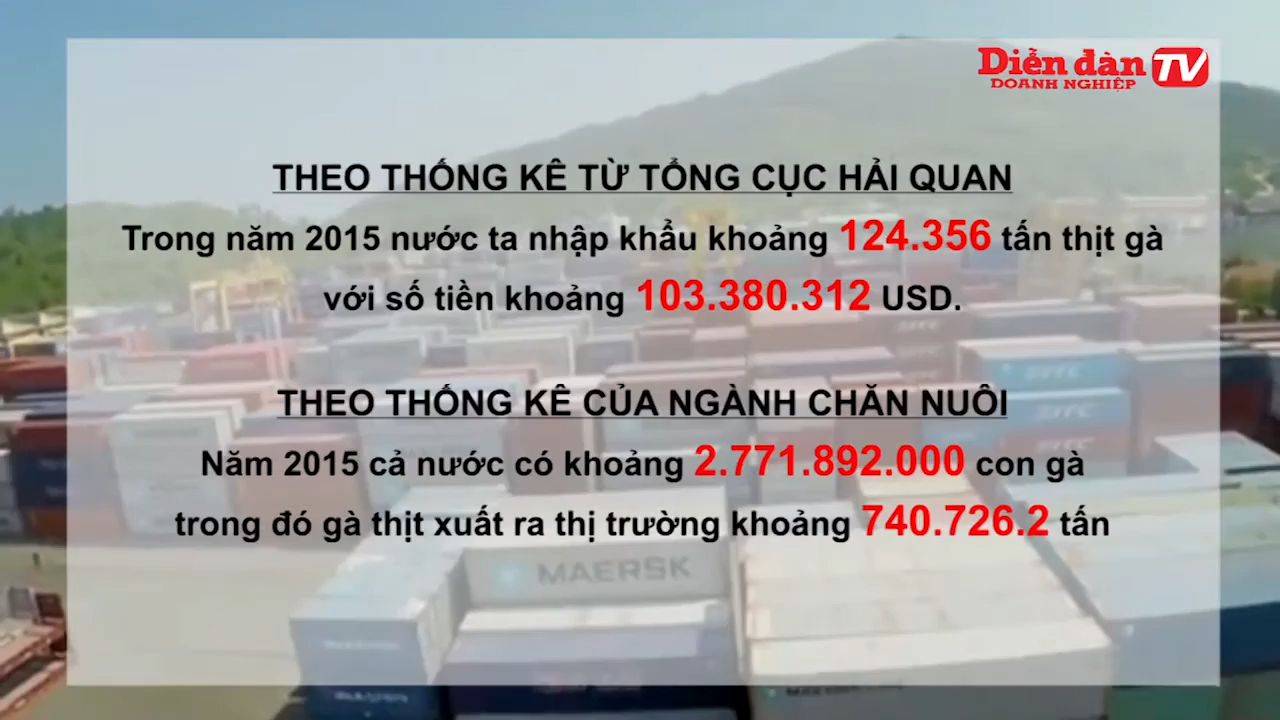 Diễn đàn TV
DOANH NGHIỆP
THEO THỐNG KÊ TỪ TỔNG CỤC HẢI QUAN
Trong năm 2015 nước ta nhập khẩu khoảng 124.356 tấn thịt gà
với số tiền khoảng 103.380.312 USD.
THEO THỐNG KÊ CỦA NGÀNH CHĂN NUÔI
Năm 2015 cả nước có khoảng 2.771.892.000 con gà
trong đó gà thịt xuất ra thị trường khoảng 740.726.2 tấn
MAERSK